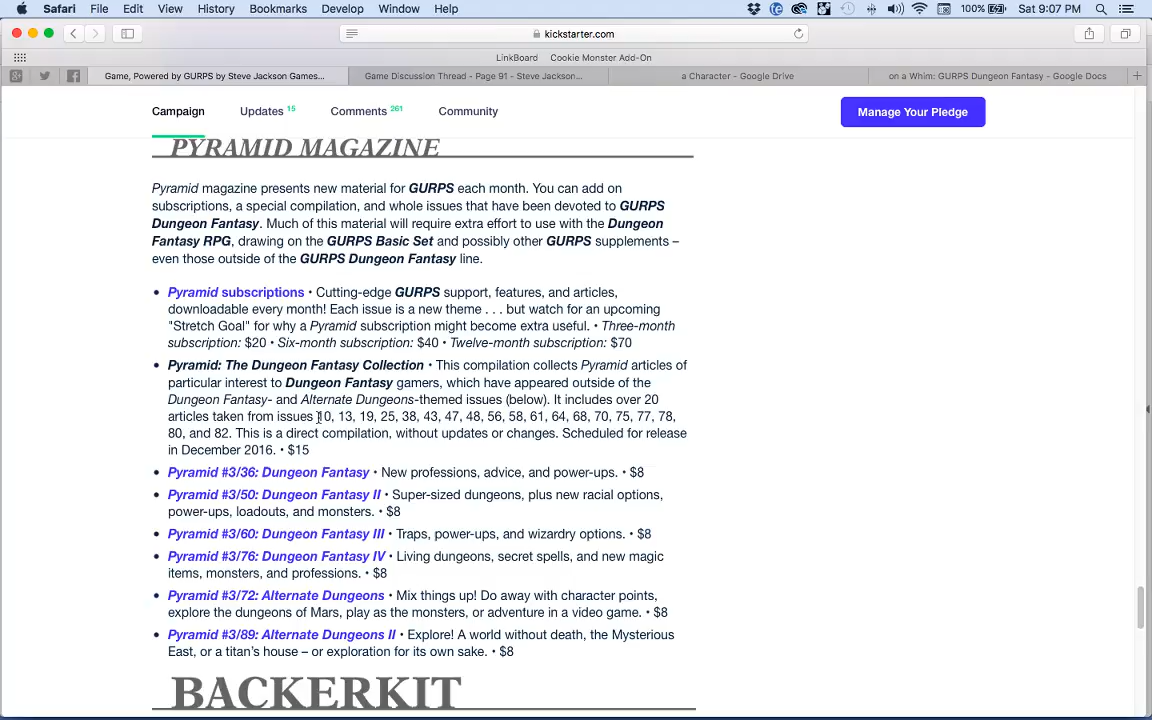 Safari File Edit View History Bookmarks Develop Window Help 100% Sat 9:07 PM
kickstarter.com
LinkBoard Cookie Monster Add-On
Game, Powered by GURPS by Steve Jackson Games... Game Discussion Thread - Page 91 - Steve Jackson... a Character - Google Drive on a Whim: GURPS Dungeon Fantasy - Google Docs
Campaign Updates 15 Comments 261 Community Manage Your Pledge
PYRAMID MAGAZINE
Pyramid magazine presents new material for GURPS each month. You can add on
subscriptions, a special compilation, and whole issues that have been devoted to GURPS
Dungeon Fantasy. Much of this material will require extra effort to use with the Dungeon
Fantasy RPG, drawing on the GURPS Basic Set and possibly other GURPS supplements –
even those outside of the GURPS Dungeon Fantasy line.
• Pyramid subscriptions • Cutting-edge GURPS support, features, and articles,
downloadable every month! Each issue is a new theme . . . but watch for an upcoming
"Stretch Goal" for why a Pyramid subscription might become extra useful. • Three-month
subscription: $20 • Six-month subscription: $40 • Twelve-month subscription: $70
• Pyramid: The Dungeon Fantasy Collection • This compilation collects Pyramid articles of
particular interest to Dungeon Fantasy gamers, which have appeared outside of the
Dungeon Fantasy- and Alternate Dungeons-themed issues (below). It includes over 20
articles taken from issues 10, 13, 19, 25, 38, 43, 47, 48, 56, 58, 61, 64, 68, 70, 75, 77, 78,
80, and 82. This is a direct compilation, without updates or changes. Scheduled for release
in December 2016. • $15
• Pyramid #3/36: Dungeon Fantasy • New professions, advice, and power-ups. • $8
• Pyramid #3/50: Dungeon Fantasy II • Super-sized dungeons, plus new racial options,
power-ups, loadouts, and monsters. • $8
• Pyramid #3/60: Dungeon Fantasy III • Traps, power-ups, and wizardry options. • $8
• Pyramid #3/76: Dungeon Fantasy IV • Living dungeons, secret spells, and new magic
items, monsters, and professions. • $8
• Pyramid #3/72: Alternate Dungeons • Mix things up! Do away with character points,
explore the dungeons of Mars, play as the monsters, or adventure in a video game. • $8
• Pyramid #3/89: Alternate Dungeons II • Explore! A world without death, the Mysterious
East, or a titan's house – or exploration for its own sake. • $8
BACKERKIT